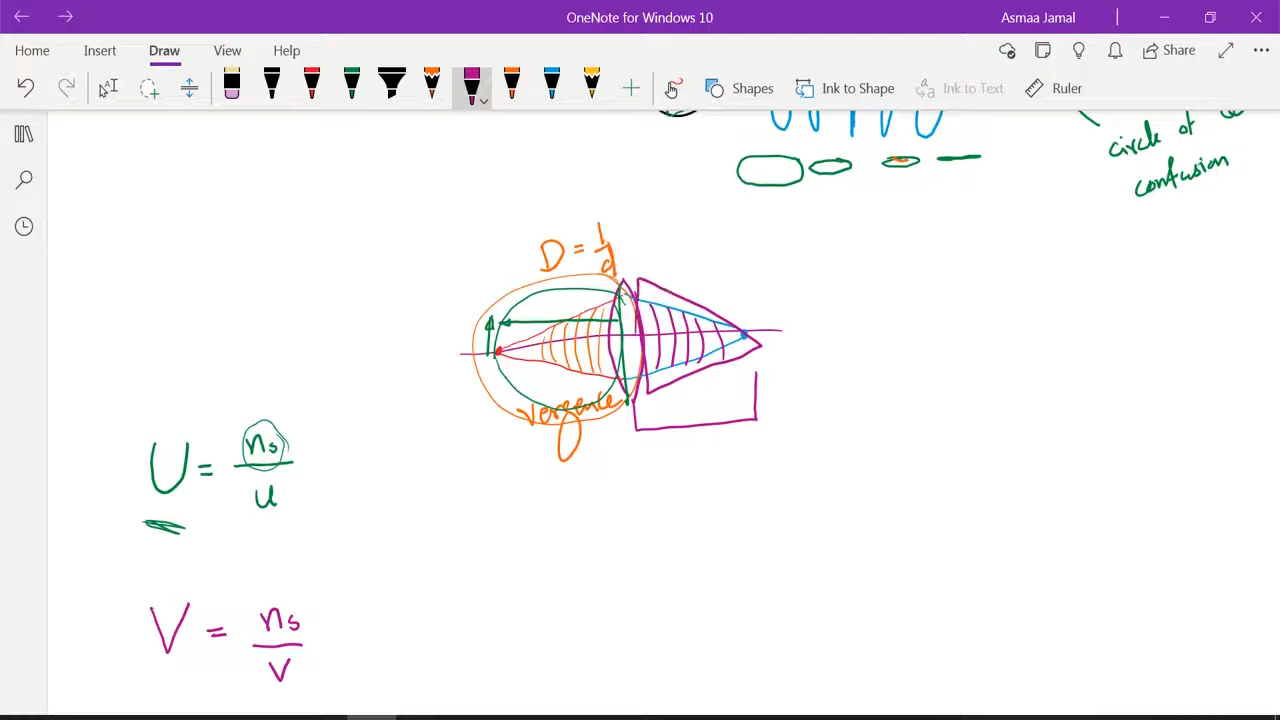 OneNote for Windows 10
Asmaa Jamal
Home Insert Draw View Help
Share
Shapes
Ink to Shape
Ink to Text
Ruler
circle of
confusion
D = 1/d
vergence
U = ns/u
V = ns/v